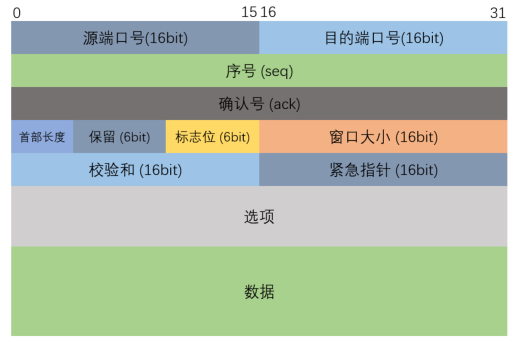 0 15 16 31
源端口号(16bit) 目的端口号(16bit)
序号 (seq)
确认号 (ack)
首部长度 保留 (6bit) 标志位 (6bit) 窗口大小 (16bit)
校验和 (16bit) 紧急指针 (16bit)
选项
数据